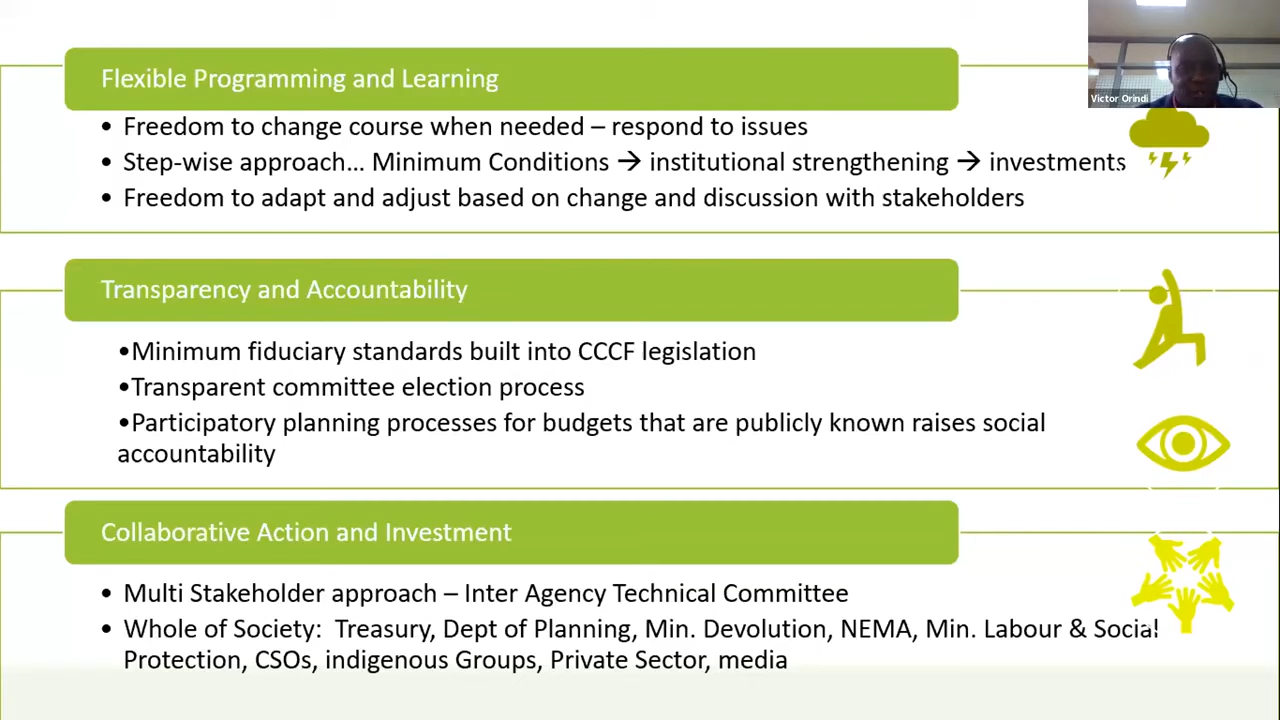 Flexible Programming and Learning
Victor Orindi
• Freedom to change course when needed – respond to issues
• Step-wise approach... Minimum Conditions → institutional strengthening → investments
• Freedom to adapt and adjust based on change and discussion with stakeholders
Transparency and Accountability
•Minimum fiduciary standards built into CCCF legislation
•Transparent committee election process
•Participatory planning processes for budgets that are publicly known raises social
accountability
Collaborative Action and Investment
• Multi Stakeholder approach – Inter Agency Technical Committee
• Whole of Society:  Treasury, Dept of Planning, Min. Devolution, NEMA, Min. Labour & Social
Protection, CSOs, indigenous Groups, Private Sector, media